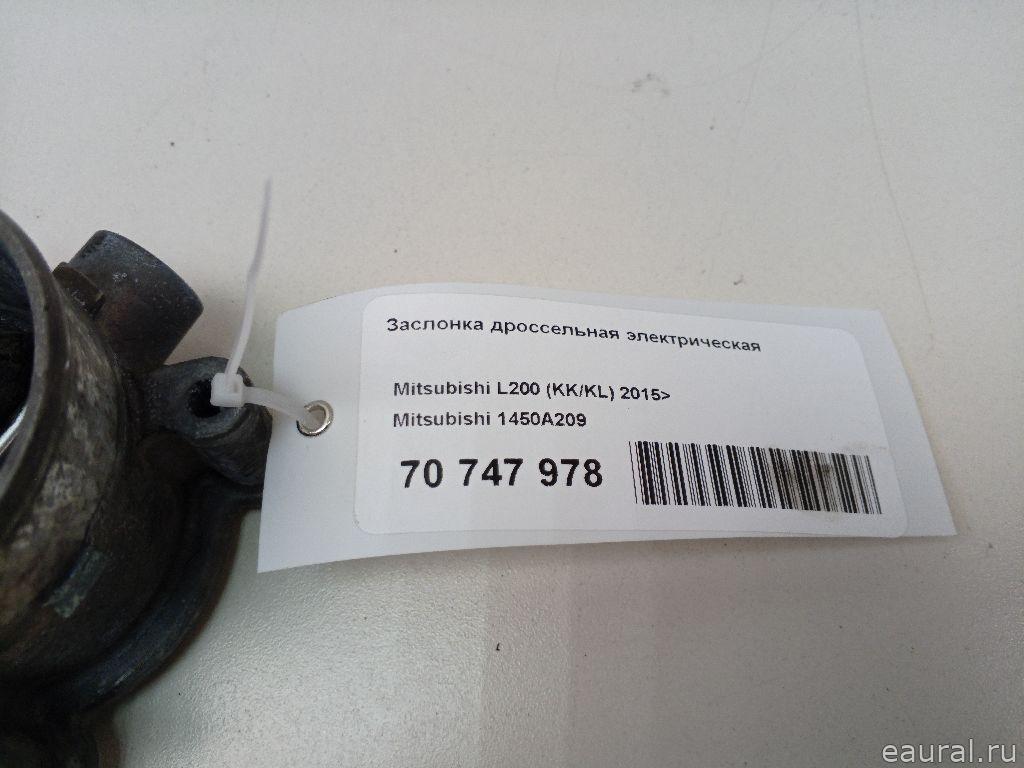 Заслонка дроссельная электрическая
Mitsubishi L200 (KK/KL) 2015>
Mitsubishi 1450A209
70 747 978
eaural.ru